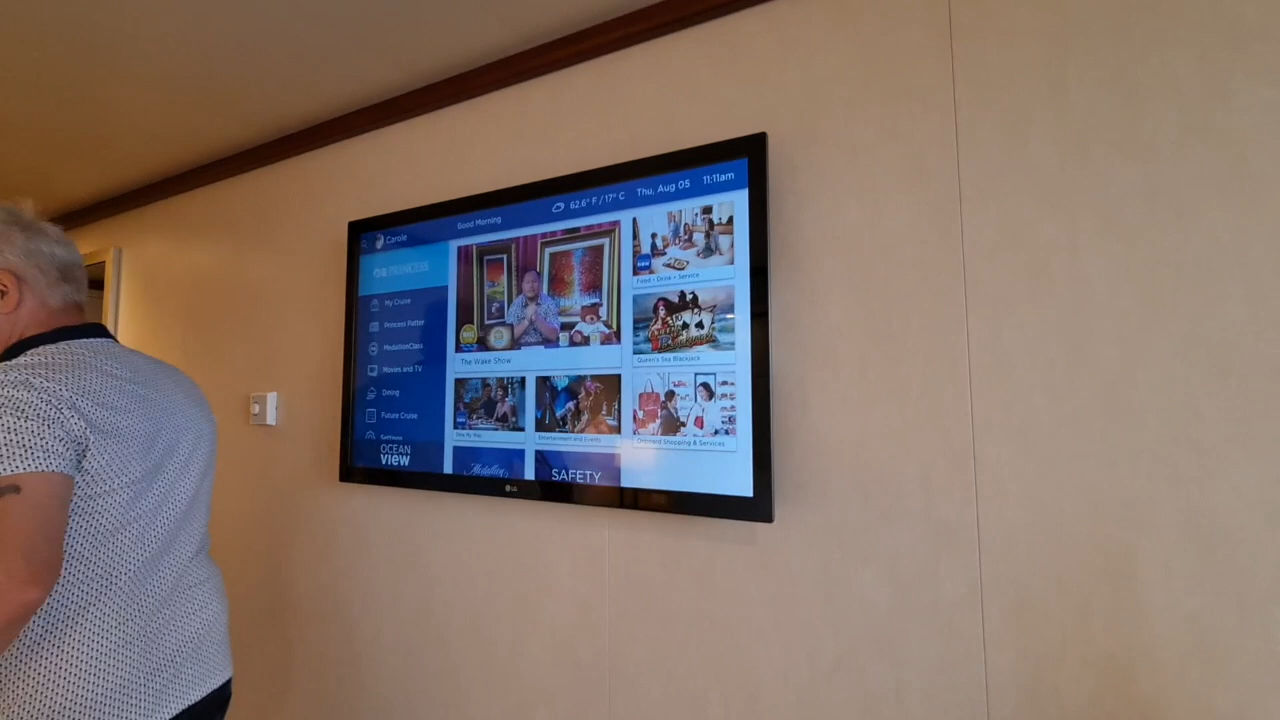 Carole
Good Morning
62.6° F / 17° C
Thu, Aug 05
11:11am
PRINCESS
My Cruise
Princess Patter
MedallionClass
Movies and TV
Dining
Future Cruise
Settings
OCEAN
view
The Wake Show
Food + Drink + Service
Queen's Sea Blackjack
Entertainment and Events
Onboard Shopping & Services
Medallion
SAFETY
LG